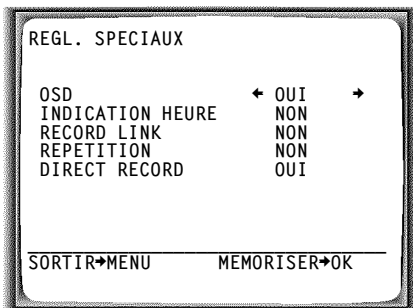 REGL. SPECIAUX
OSD ← OUI →
INDICATION HEURE NON
RECORD LINK NON
REPETITION NON
DIRECT RECORD OUI
SORTIR→MENU MEMORISER→OK